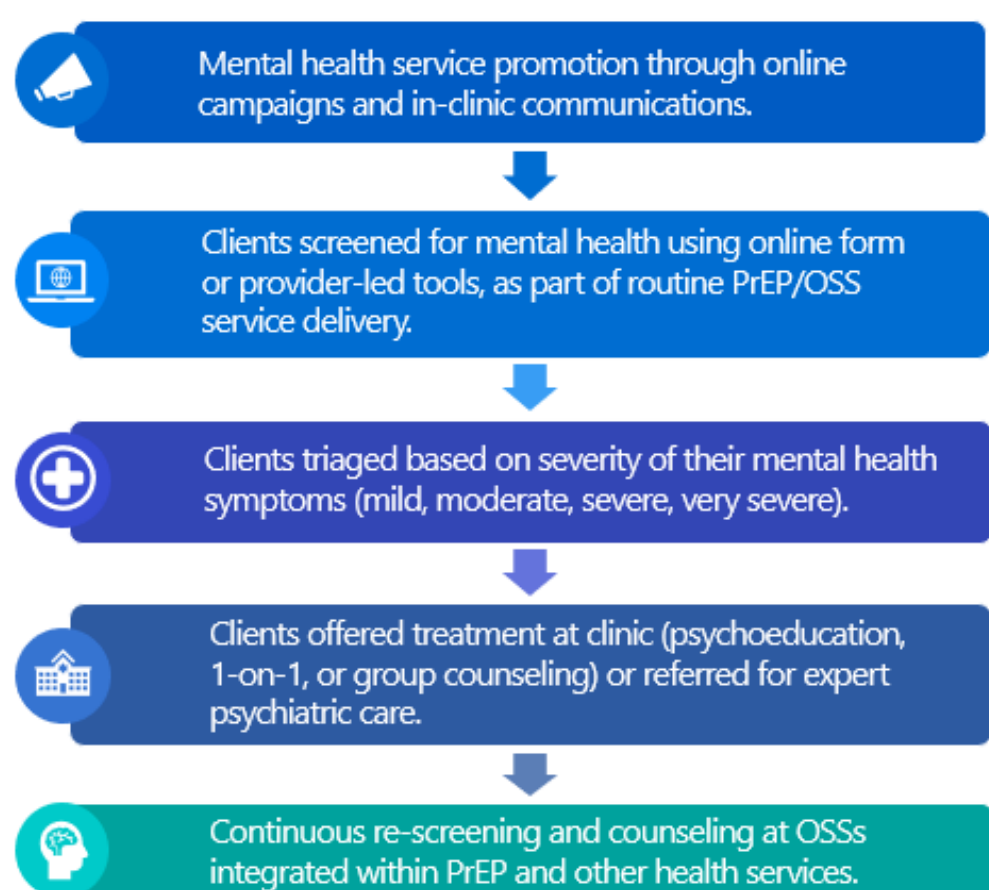 Mental health service promotion through online
campaigns and in-clinic communications.
Clients screened for mental health using online form
or provider-led tools, as part of routine PrEP/OSS
service delivery.
Clients triaged based on severity of their mental health
symptoms (mild, moderate, severe, very severe).
Clients offered treatment at clinic (psychoeducation,
1-on-1, or group counseling) or referred for expert
psychiatric care.
Continuous re-screening and counseling at OSSs
integrated within PrEP and other health services.